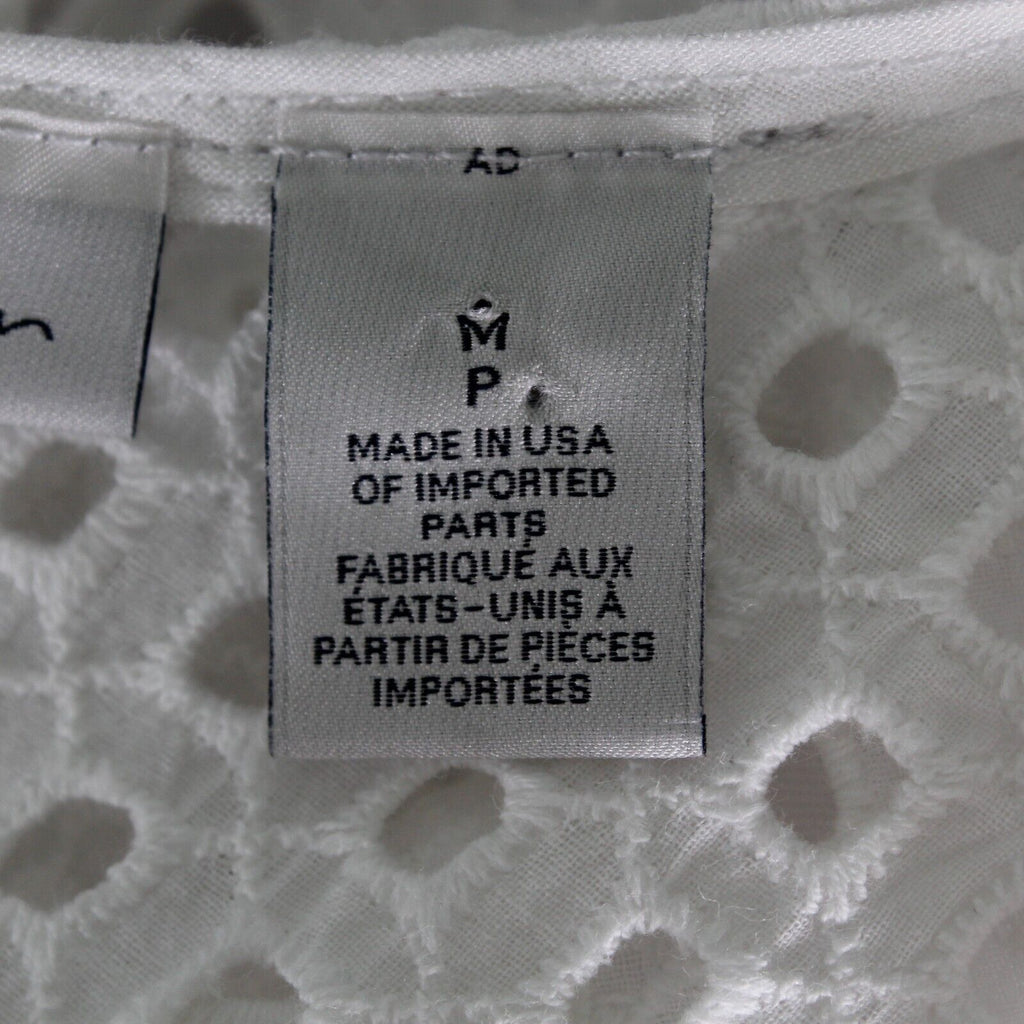 AD
M
P
MADE IN USA
OF IMPORTED
PARTS
FABRIQUÉ AUX
ÉTATS-UNIS À
PARTIR DE PIÈCES
IMPORTÉES